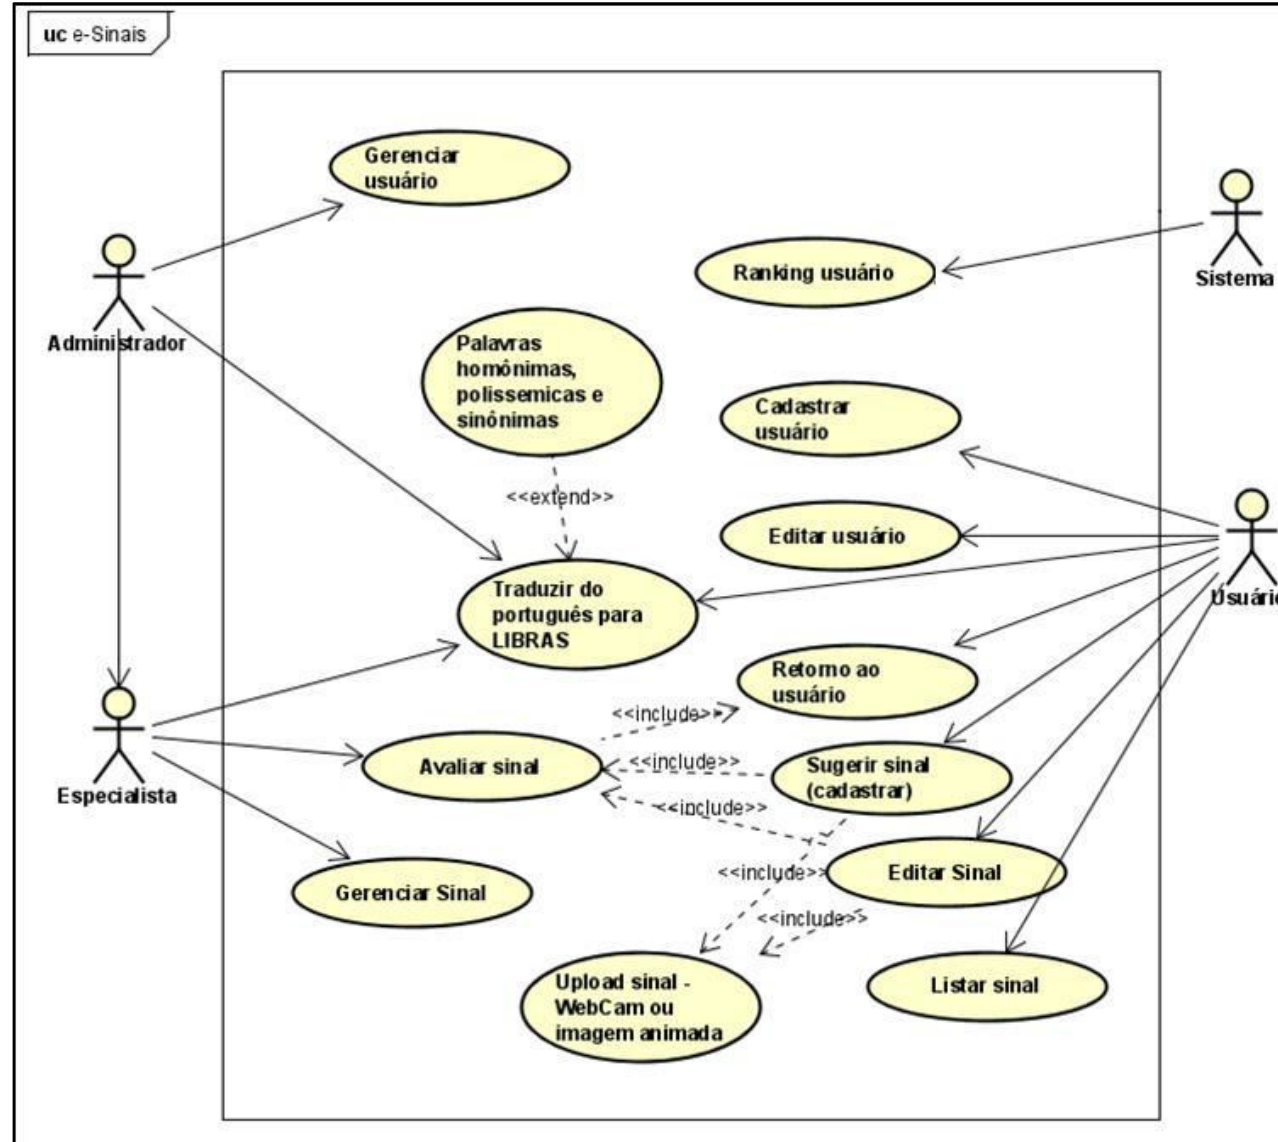 uc e-Sinais
Gerenciar
usuário
Sistema
Ranking usuário
Administrador
Palavras
homônimas,
polissemicas e
sinônimas
Cadastrar
usuário
<<extend>>
Editar usuário
Traduzir do
português para
LIBRAS
Usuário
Retorno ao
usuário
<<include>>
Avaliar sinal
<<include>>
Sugerir sinal
(cadastrar)
Especialista
<<include>>
<<include>>
Editar Sinal
Gerenciar Sinal
<<include>>
Upload sinal -
WebCam ou
imagem animada
Listar sinal